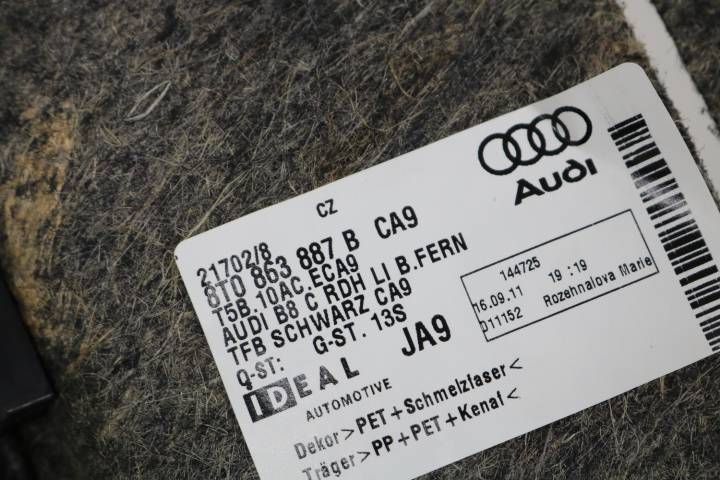 Audi
CZ
21702/8
8T0 863 887 B CA9
T5B.10AC.ECA9
AUDI B8 C RDH LI B.FERN
TFB SCHWARZ CA9
Q-ST: G-ST. 13S
JA9
IDEAL
AUTOMOTIVE
144725
16.09.11 19:19
D11152 Rozehnalova Marie
Dekor>PET+Schmelzfaser<
Träger>PP+PET+Kenaf<